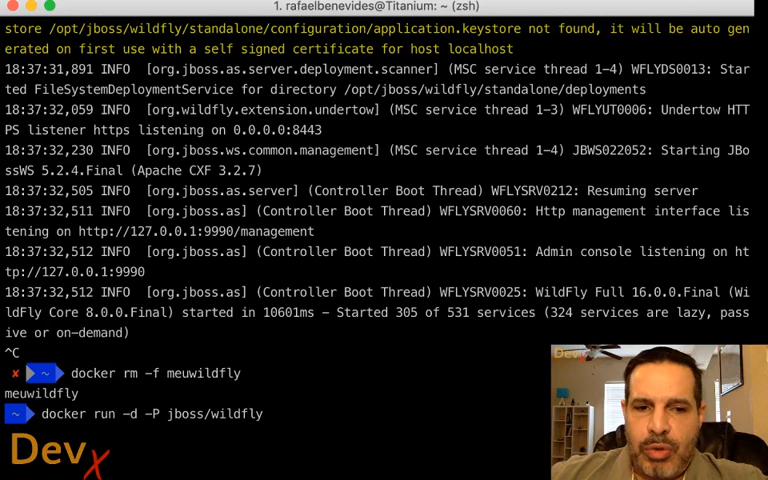 1. rafaelbenevides@Titanium: ~ (zsh)
store /opt/jboss/wildfly/standalone/configuration/application.keystore not found, it will be auto gen
erated on first use with a self signed certificate for host localhost
18:37:31,891 INFO  [org.jboss.as.server.deployment.scanner] (MSC service thread 1-4) WFLYDS0013: Star
ted FileSystemDeploymentService for directory /opt/jboss/wildfly/standalone/deployments
18:37:32,059 INFO  [org.wildfly.extension.undertow] (MSC service thread 1-3) WFLYUT0006: Undertow HTT
PS listener https listening on 0.0.0.0:8443
18:37:32,230 INFO  [org.jboss.ws.common.management] (MSC service thread 1-4) JBWS022052: Starting JBo
ssWS 5.2.4.Final (Apache CXF 3.2.7)
18:37:32,505 INFO  [org.jboss.as.server] (Controller Boot Thread) WFLYSRV0212: Resuming server
18:37:32,511 INFO  [org.jboss.as] (Controller Boot Thread) WFLYSRV0060: Http management interface lis
tening on http://127.0.0.1:9990/management
18:37:32,512 INFO  [org.jboss.as] (Controller Boot Thread) WFLYSRV0051: Admin console listening on ht
tp://127.0.0.1:9990
18:37:32,512 INFO  [org.jboss.as] (Controller Boot Thread) WFLYSRV0025: WildFly Full 16.0.0.Final (Wi
ldFly Core 8.0.0.Final) started in 10601ms - Started 305 of 531 services (324 services are lazy, pass
ive or on-demand)
^C
✘ ~ docker rm -f meuwildfly
meuwildfly
~ docker run -d -P jboss/wildfly
Devx
Devx